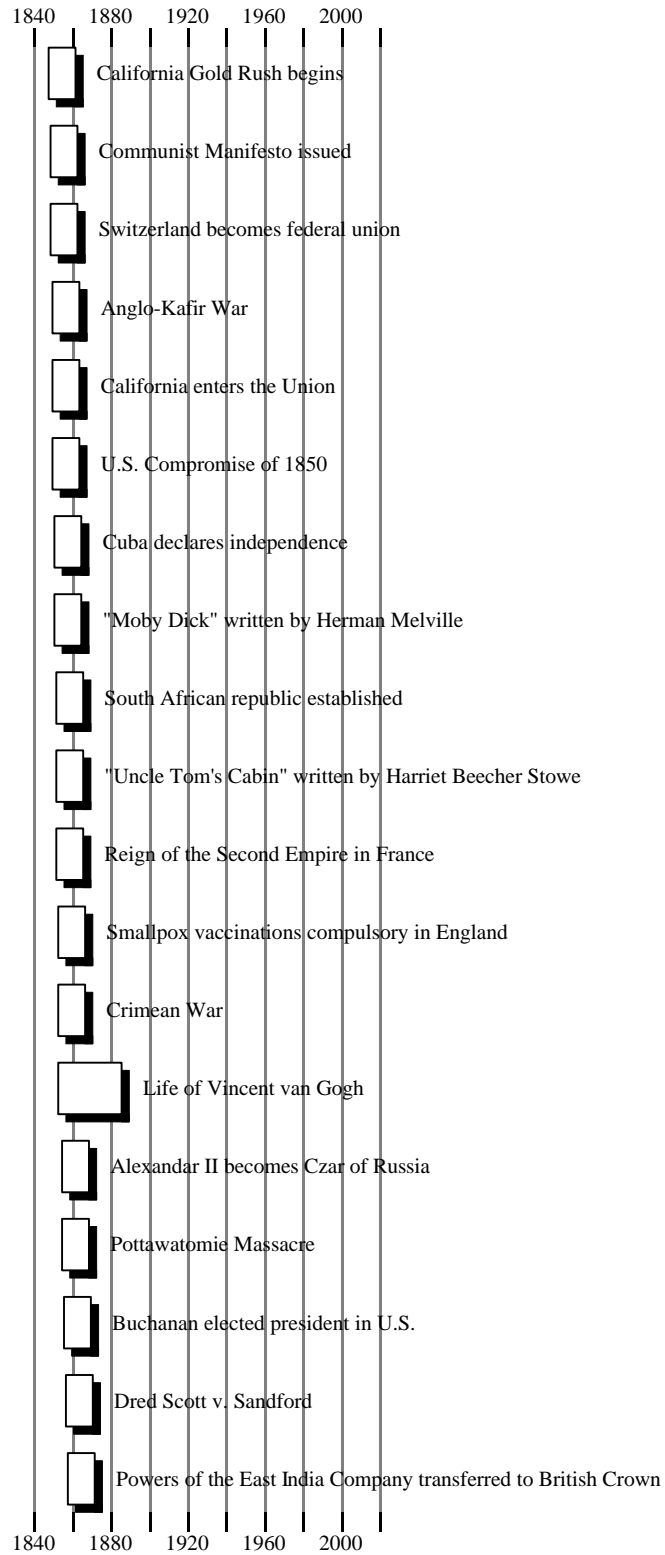 1840 1880 1920 1960 2000
California Gold Rush begins
Communist Manifesto issued
Switzerland becomes federal union
Anglo-Kafir War
California enters the Union
U.S. Compromise of 1850
Cuba declares independence
"Moby Dick" written by Herman Melville
South African republic established
"Uncle Tom's Cabin" written by Harriet Beecher Stowe
Reign of the Second Empire in France
Smallpox vaccinations compulsory in England
Crimean War
Life of Vincent van Gogh
Alexandar II becomes Czar of Russia
Pottawatomie Massacre
Buchanan elected president in U.S.
Dred Scott v. Sandford
Powers of the East India Company transferred to British Crown
1840 1880 1920 1960 2000